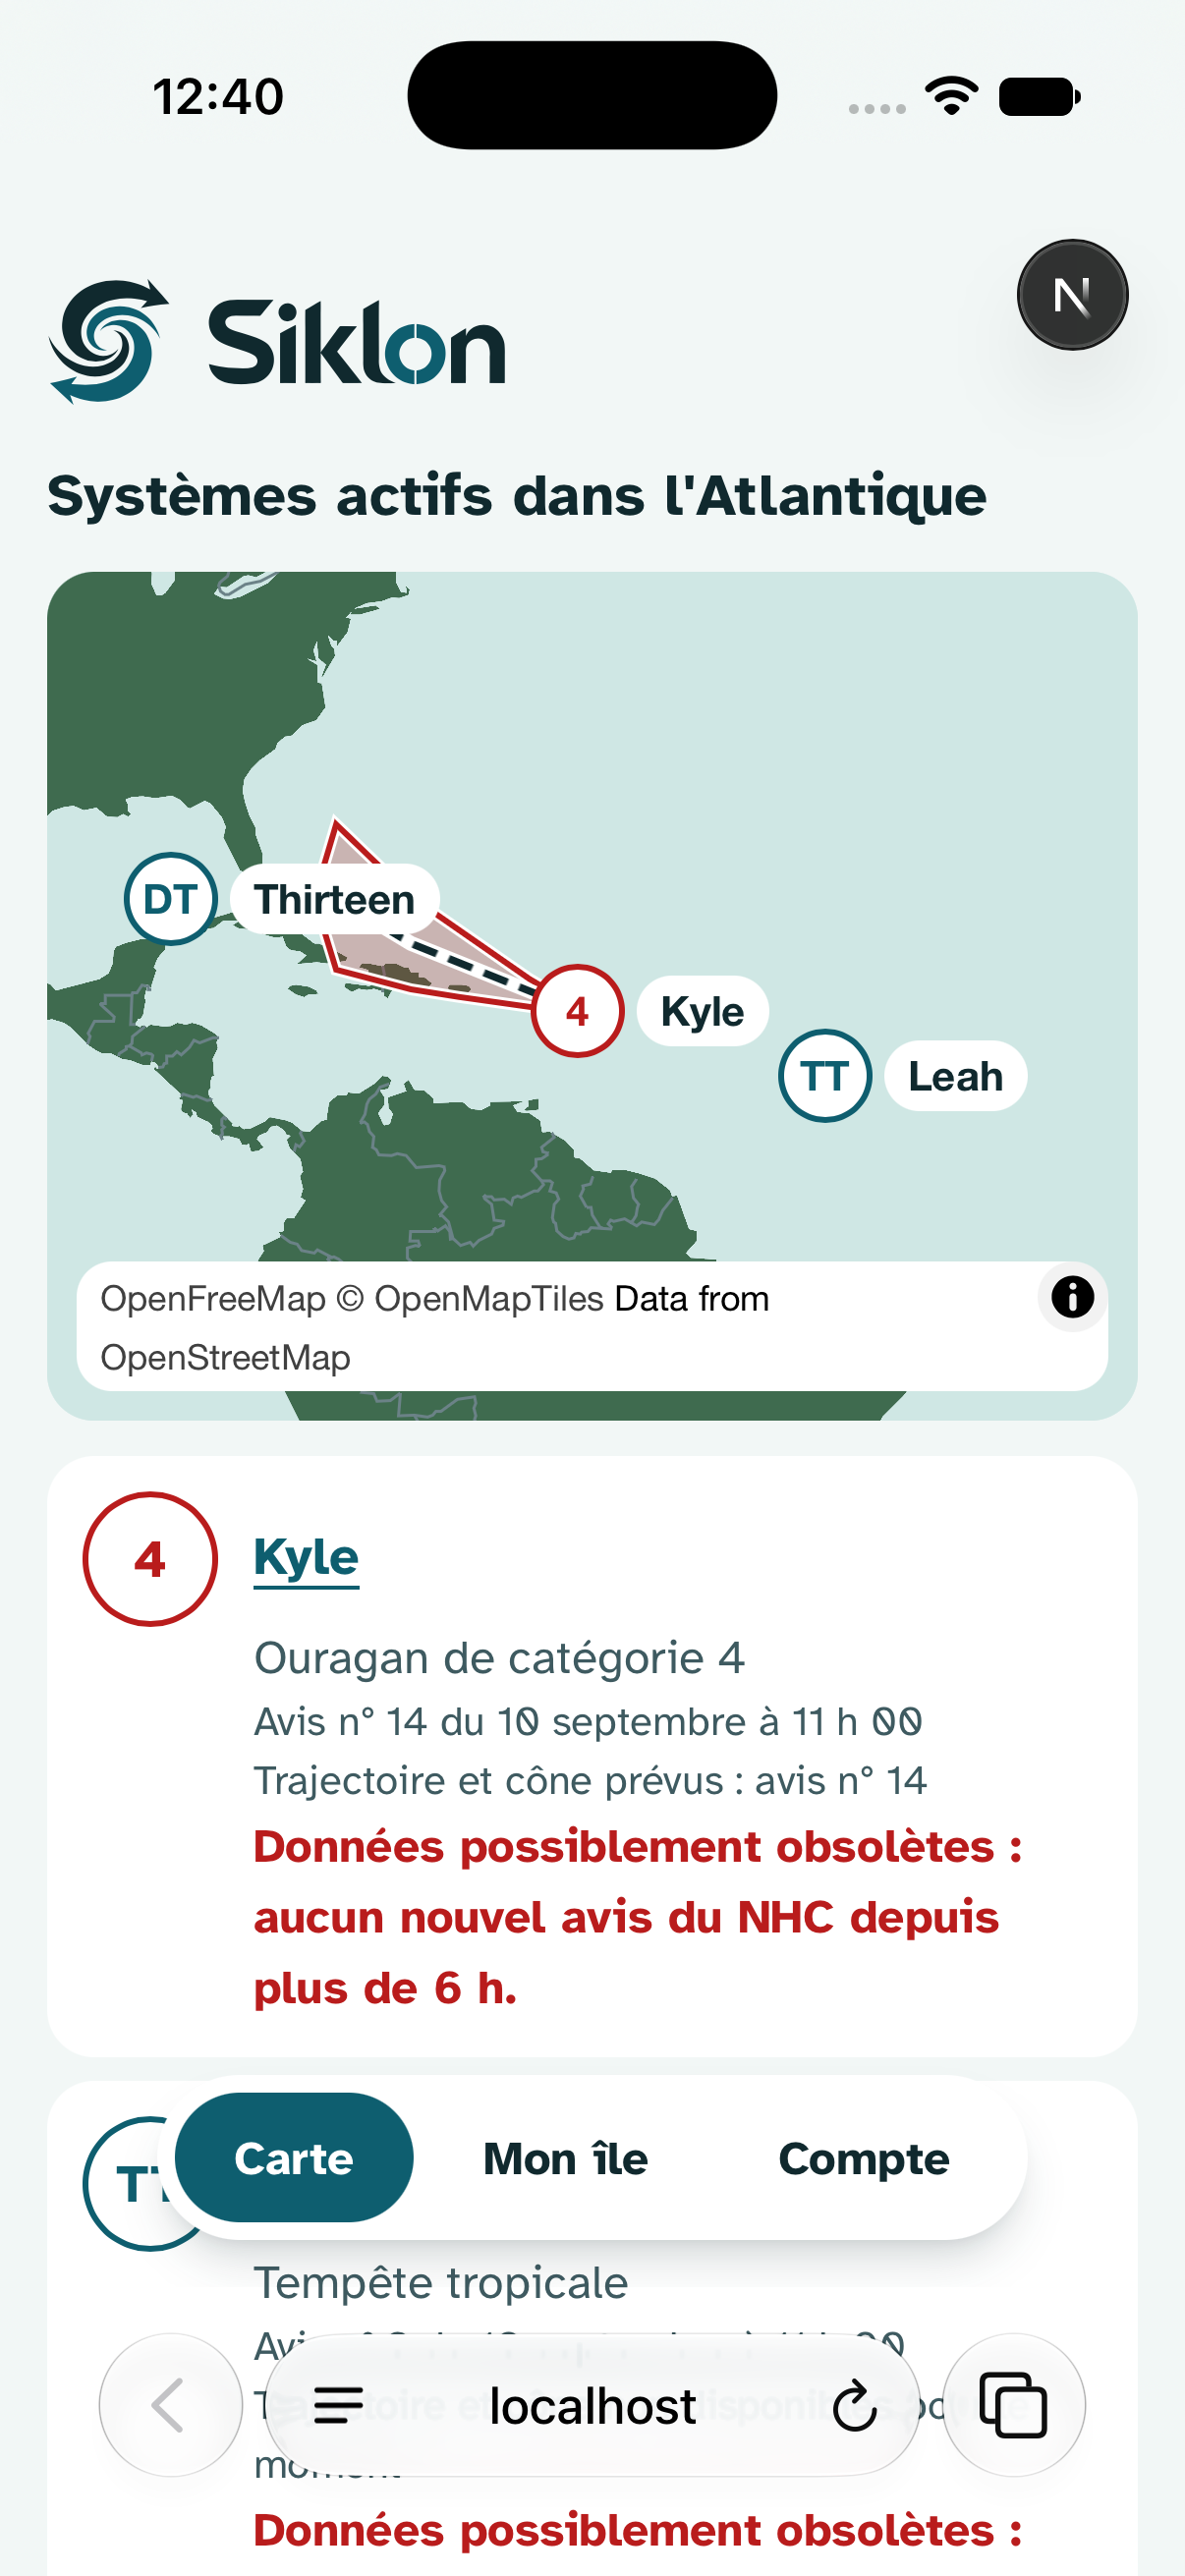 12:40
N
Siklon
Systèmes actifs dans l'Atlantique
DT Thirteen
4 Kyle
TT Leah
OpenFreeMap © OpenMapTiles Data from
OpenStreetMap
4
Kyle
Ouragan de catégorie 4
Avis n° 14 du 10 septembre à 11 h 00
Trajectoire et cône prévus : avis n° 14
Données possiblement obsolètes :
aucun nouvel avis du NHC depuis
plus de 6 h.
Carte Mon île Compte
Tempête tropicale
localhost
Données possiblement obsolètes :